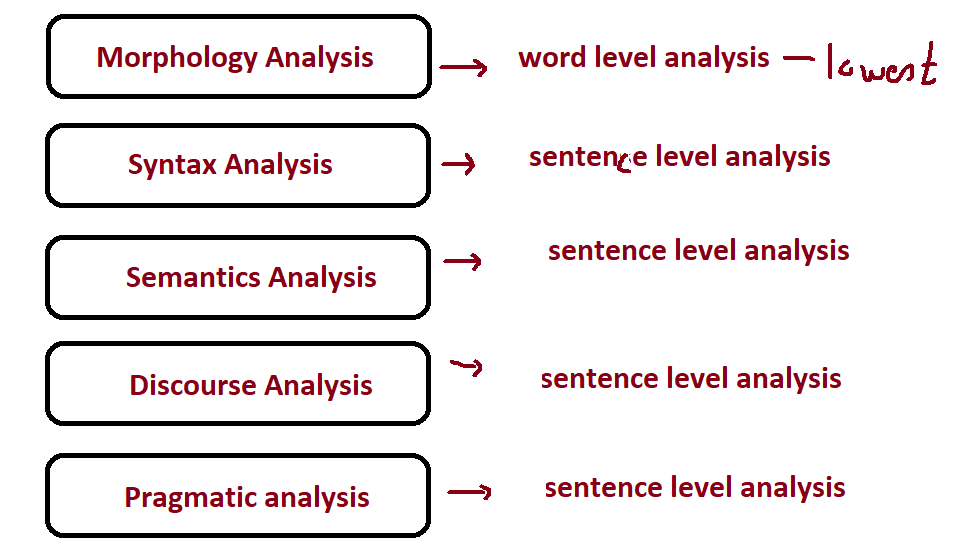 Morphology Analysis → word level analysis — lowest
Syntax Analysis → sentence level analysis
Semantics Analysis → sentence level analysis
Discourse Analysis → sentence level analysis
Pragmatic analysis → sentence level analysis